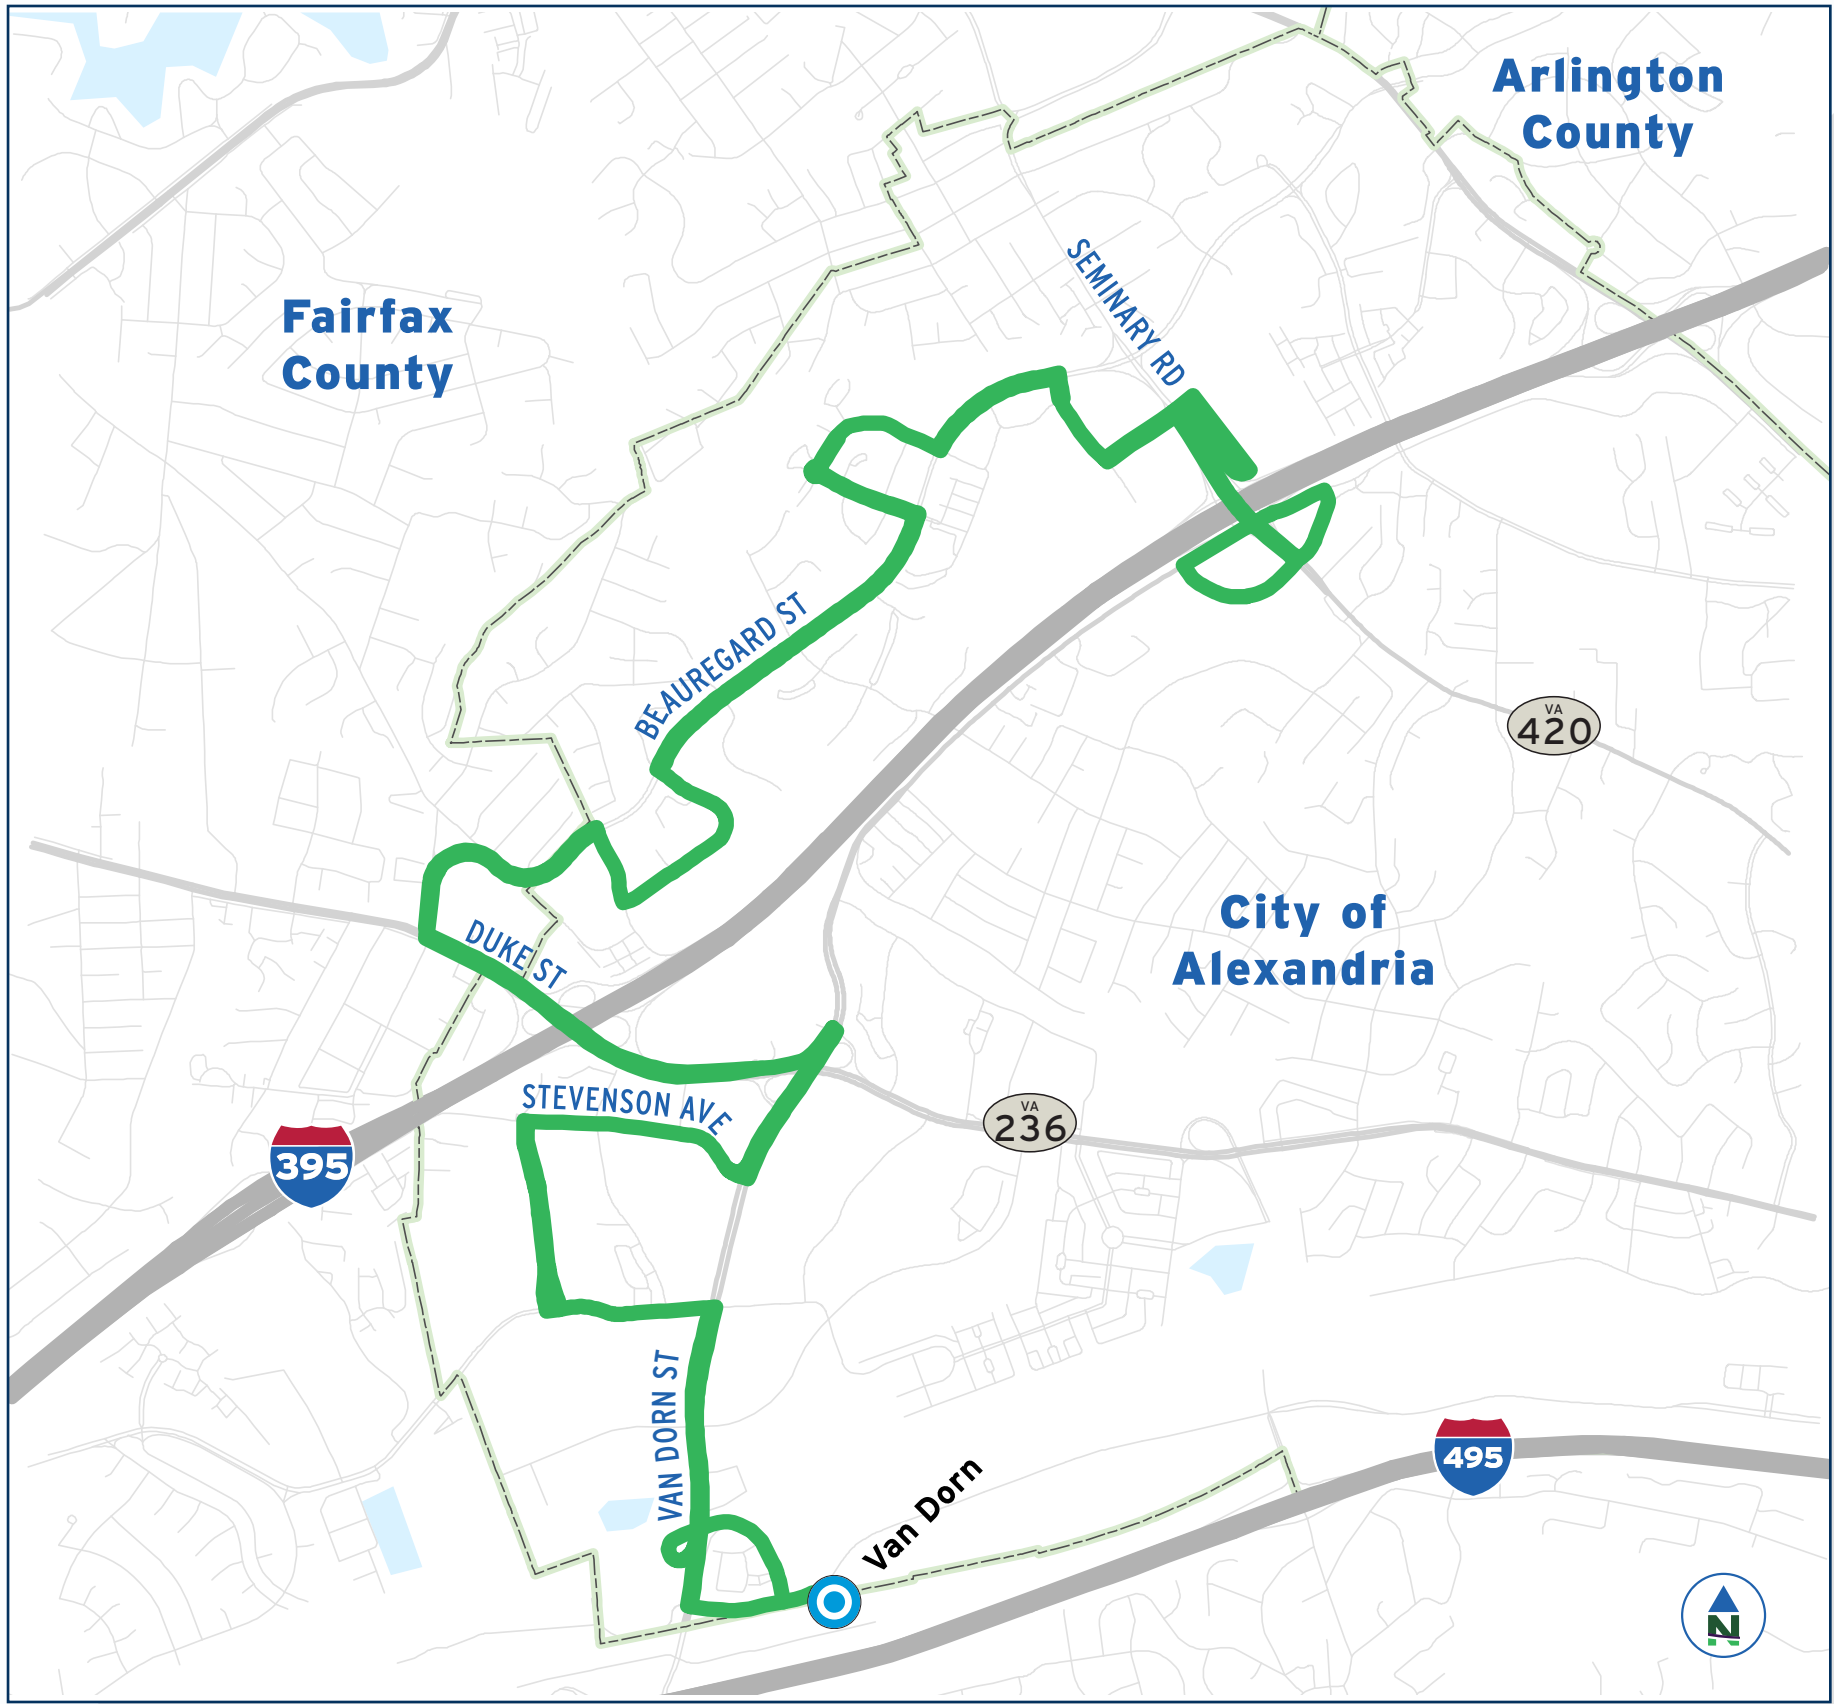 Arlington
County
SEMINARY RD
Fairfax
County
BEAUREGARD ST
VA
420
City of
Alexandria
DUKE ST
STEVENSON AVE
VA
236
395
VAN DORN ST
495
Van Dorn
N